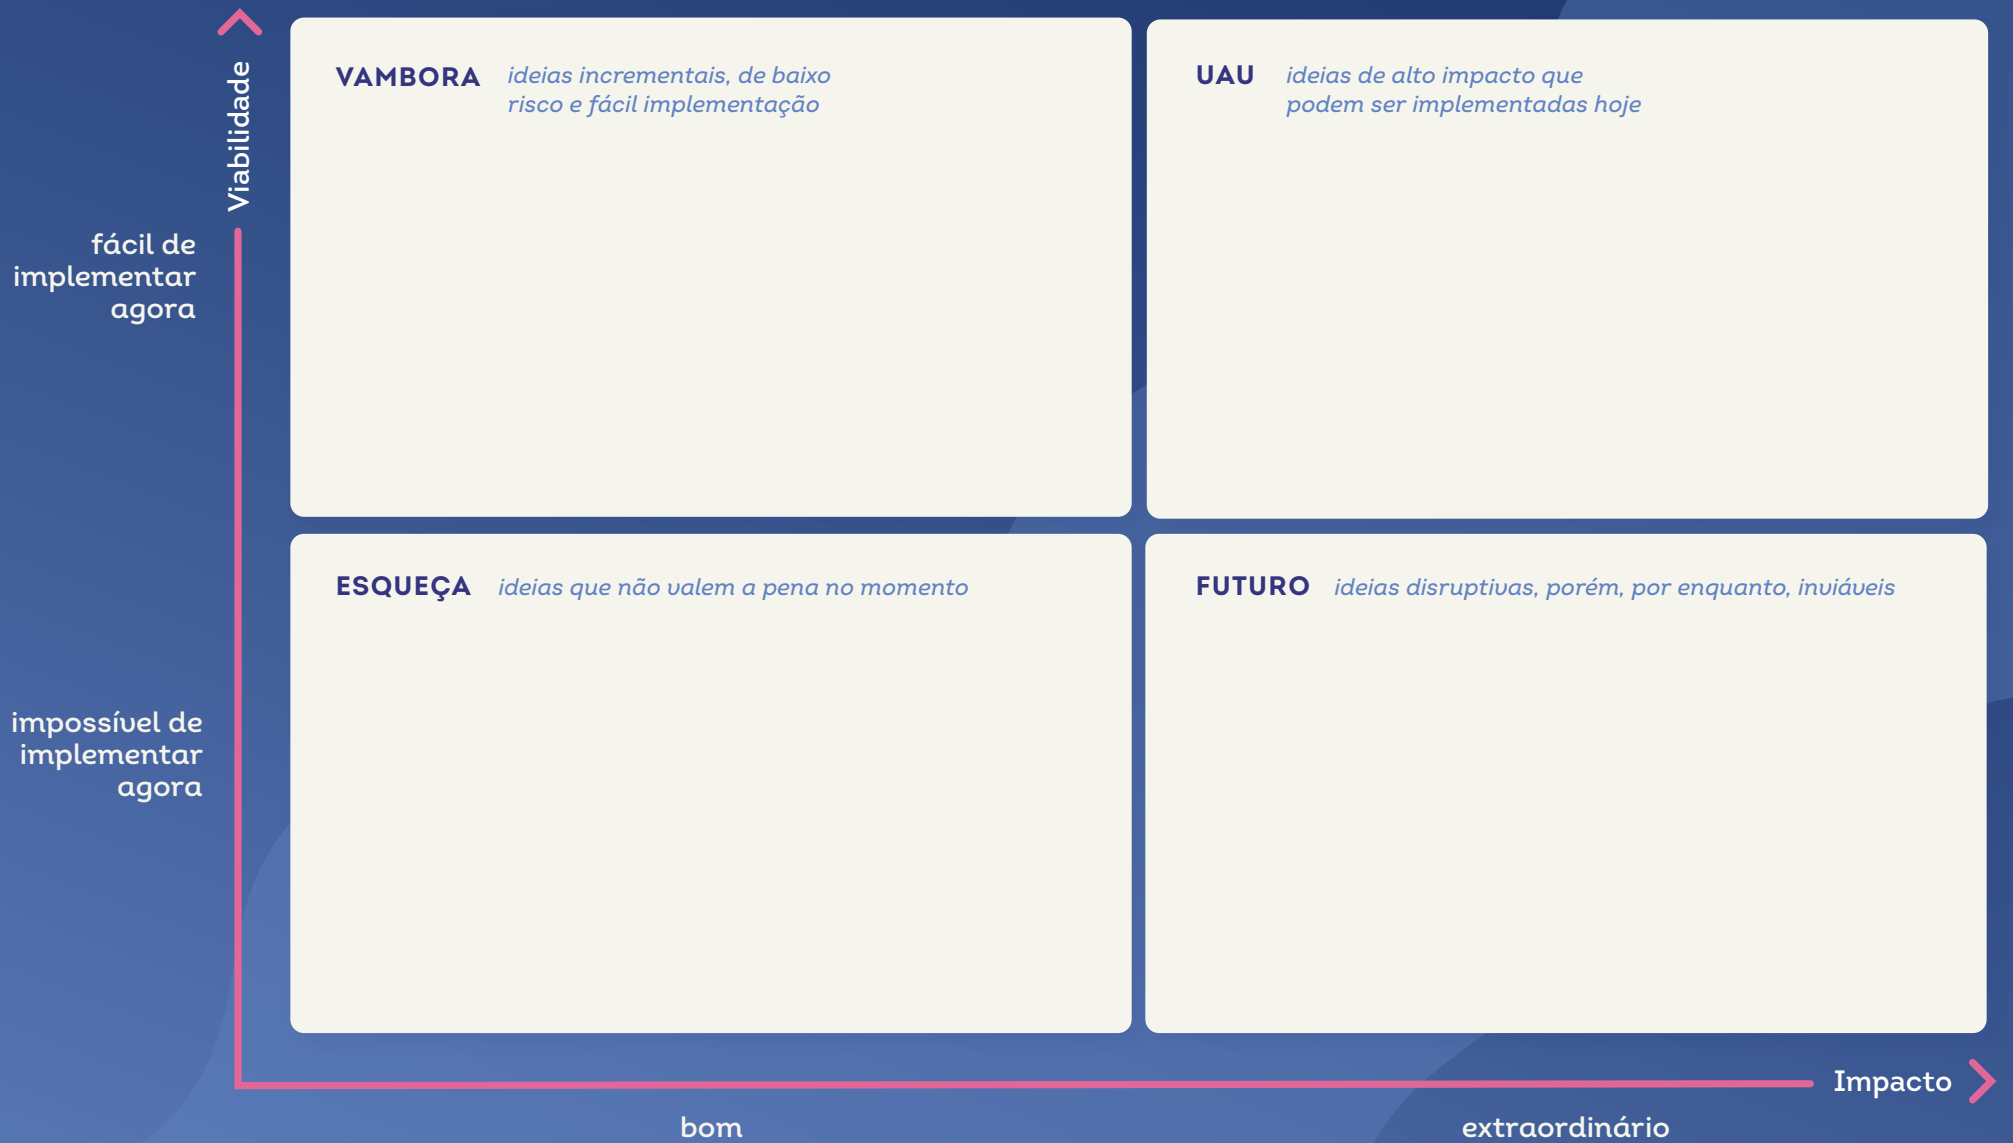 Viabilidade
fácil de
implementar
agora
impossível de
implementar
agora
VAMBORA
ideias incrementais, de baixo
risco e fácil implementação
UAU
ideias de alto impacto que
podem ser implementadas hoje
ESQUEÇA
ideias que não valem a pena no momento
FUTURO
ideias disruptivas, porém, por enquanto, inviáveis
Impacto
bom
extraordinário